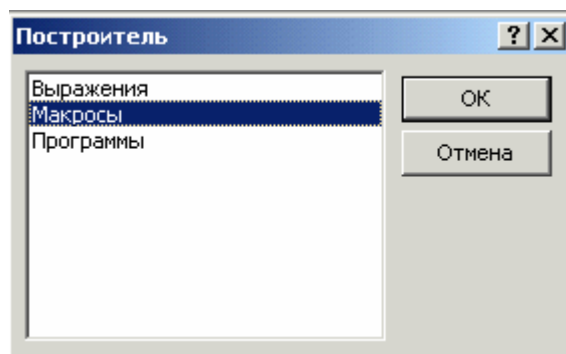 Построитель
Выражения
Макросы
Программы
ОК
Отмена